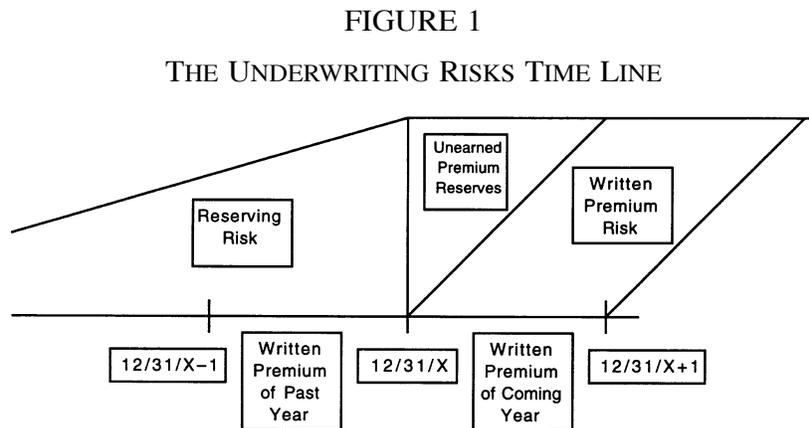 FIGURE 1
THE UNDERWRITING RISKS TIME LINE
Unearned
Premium
Reserves
Written
Premium
Risk
Reserving
Risk
12/31/X–1
Written
Premium
of Past
Year
12/31/X
Written
Premium
of Coming
Year
12/31/X+1